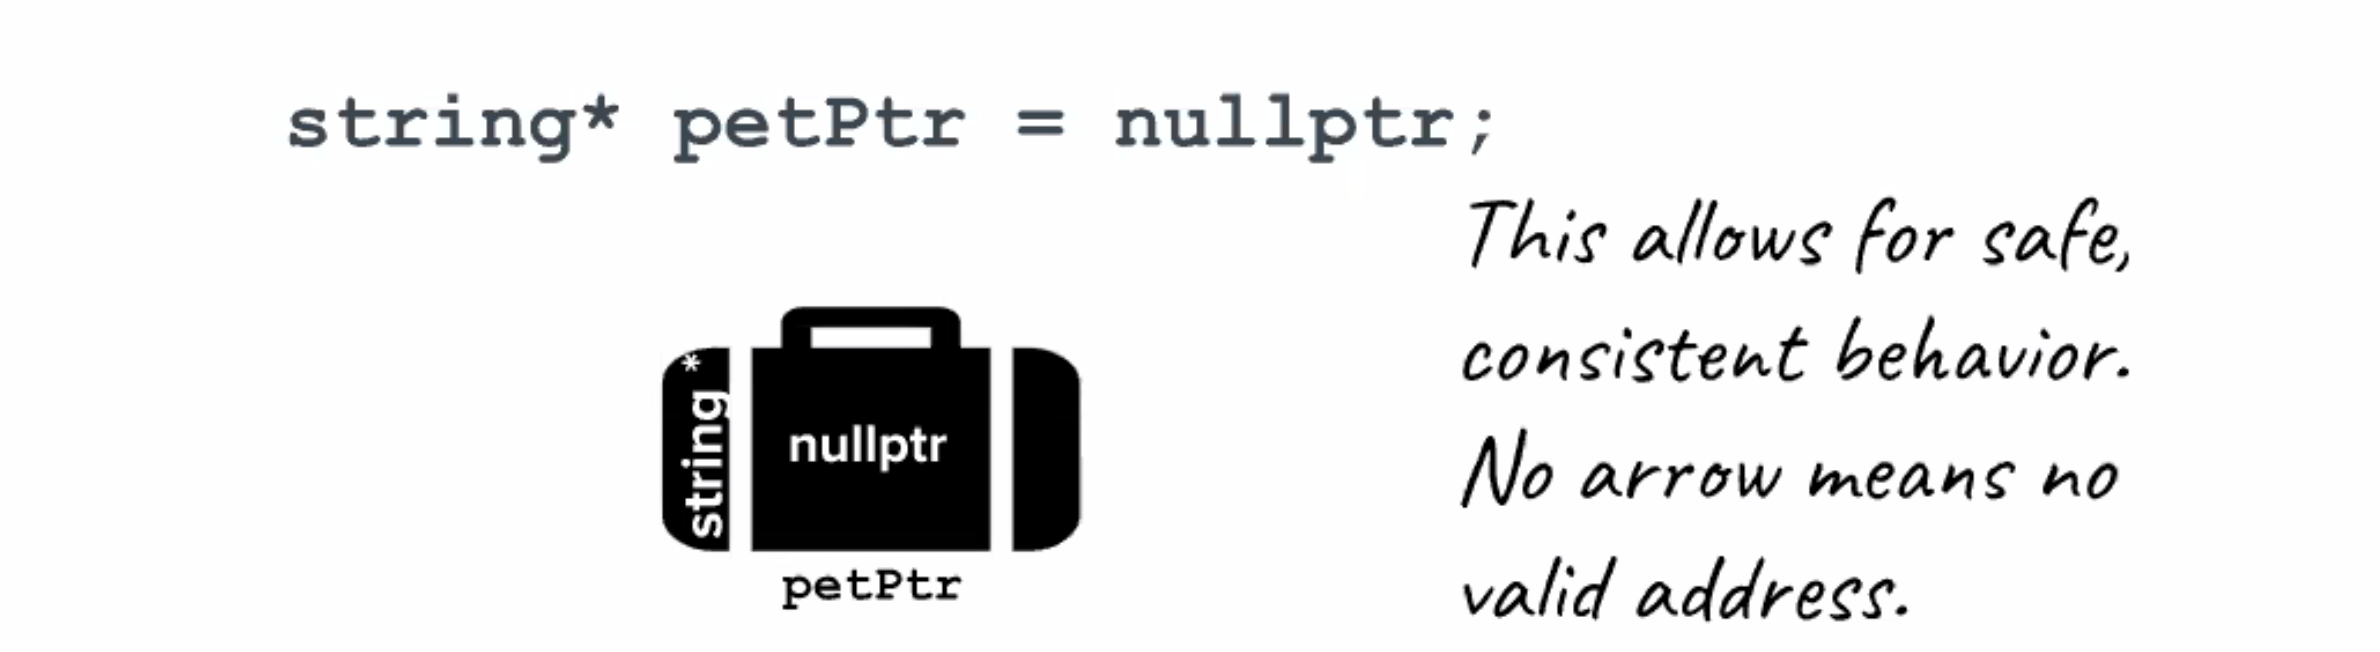 string* petPtr = nullptr;
This allows for safe,
consistent behavior.
No arrow means no
valid address.
string *
nullptr
petPtr